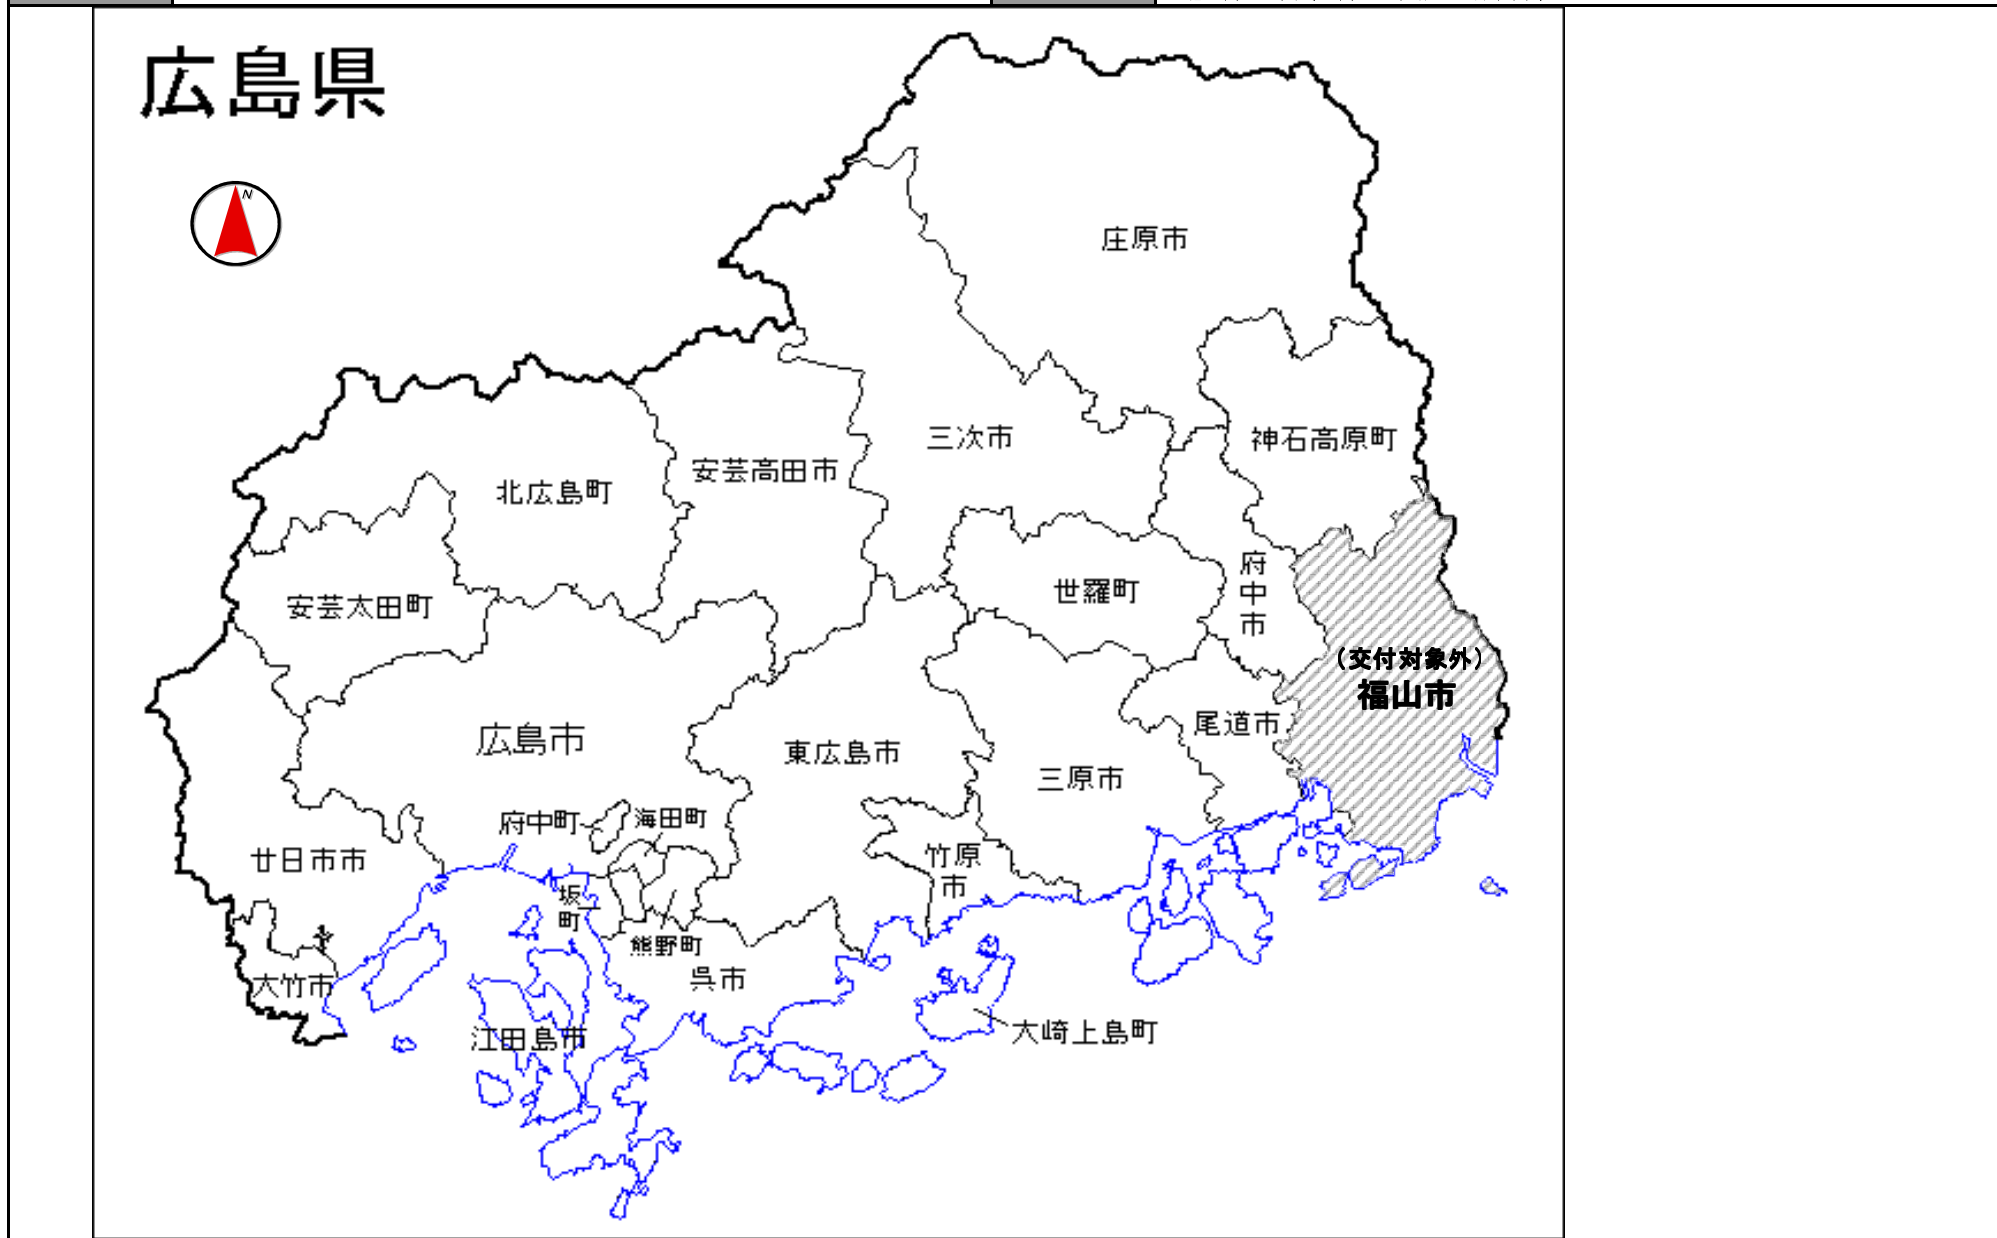 広島県
N
庄原市
三次市
神石高原町
安芸高田市
北広島町
府中市
世羅町
安芸太田町
（交付対象外）
福山市
尾道市
広島市
東広島市
三原市
府中町
海田町
廿日市市
竹原
市
坂
町
熊野町
呉市
大竹市
江田島市
大崎上島町